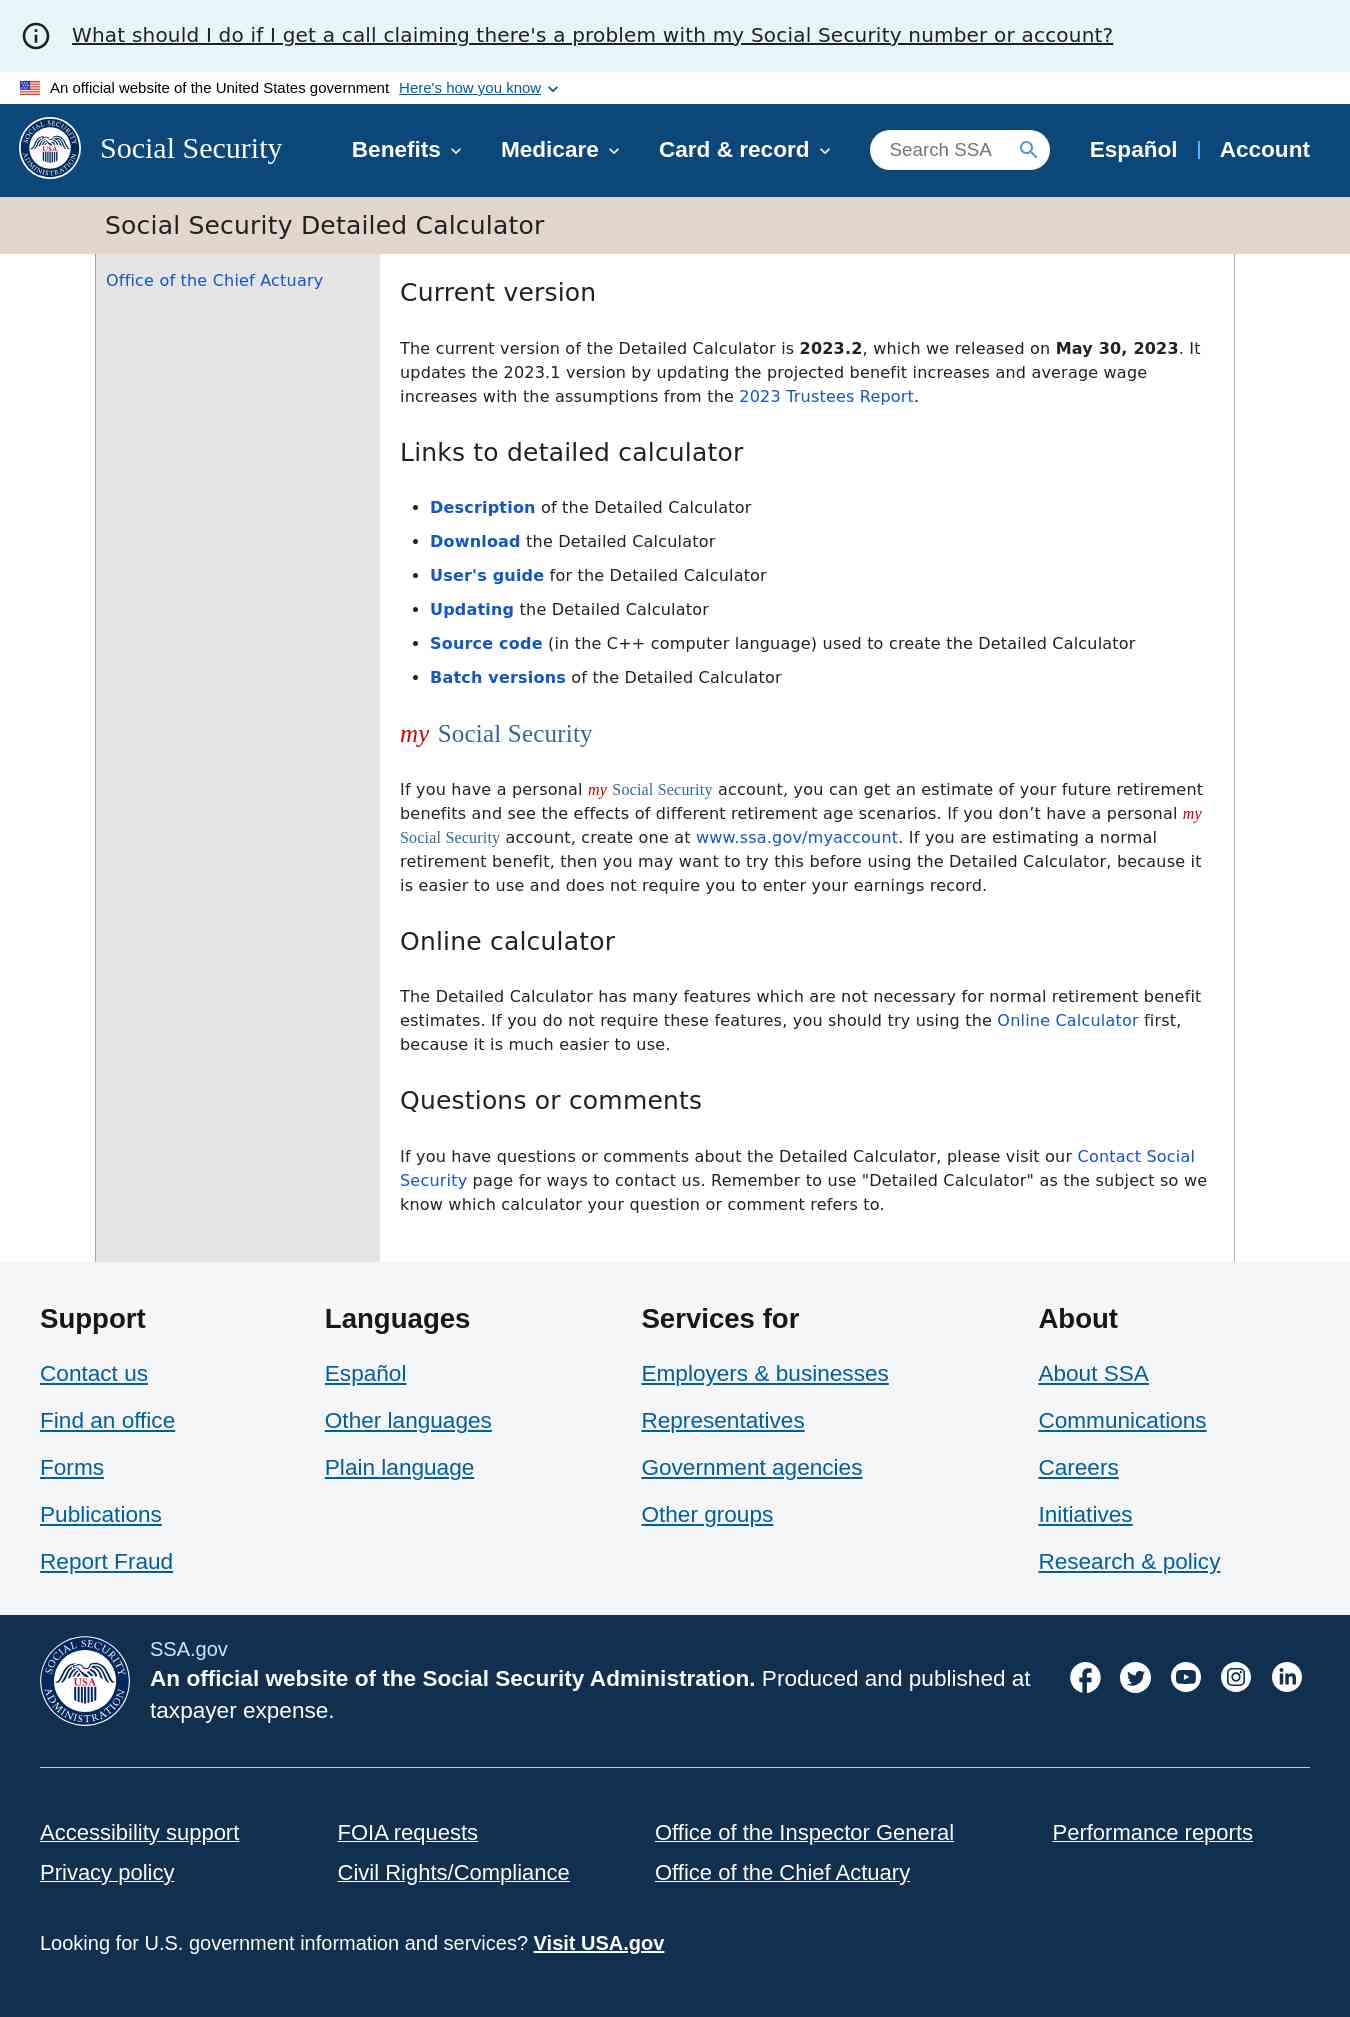 What should I do if I get a call claiming there's a problem with my Social Security number or account?
An official website of the United States government Here's how you know
Social Security Benefits Medicare Card & record Search SSA Español Account
Social Security Detailed Calculator
Office of the Chief Actuary
Current version
The current version of the Detailed Calculator is 2023.2, which we released on May 30, 2023. It
updates the 2023.1 version by updating the projected benefit increases and average wage
increases with the assumptions from the 2023 Trustees Report.
Links to detailed calculator
• Description of the Detailed Calculator
• Download the Detailed Calculator
• User's guide for the Detailed Calculator
• Updating the Detailed Calculator
• Source code (in the C++ computer language) used to create the Detailed Calculator
• Batch versions of the Detailed Calculator
my Social Security
If you have a personal my Social Security account, you can get an estimate of your future retirement
benefits and see the effects of different retirement age scenarios. If you don’t have a personal my
Social Security account, create one at www.ssa.gov/myaccount. If you are estimating a normal
retirement benefit, then you may want to try this before using the Detailed Calculator, because it
is easier to use and does not require you to enter your earnings record.
Online calculator
The Detailed Calculator has many features which are not necessary for normal retirement benefit
estimates. If you do not require these features, you should try using the Online Calculator first,
because it is much easier to use.
Questions or comments
If you have questions or comments about the Detailed Calculator, please visit our Contact Social
Security page for ways to contact us. Remember to use "Detailed Calculator" as the subject so we
know which calculator your question or comment refers to.
Support
Contact us
Find an office
Forms
Publications
Report Fraud
Languages
Español
Other languages
Plain language
Services for
Employers & businesses
Representatives
Government agencies
Other groups
About
About SSA
Communications
Careers
Initiatives
Research & policy
SOCIAL SECURITY
USA
ADMINISTRATION
SSA.gov
An official website of the Social Security Administration. Produced and published at
taxpayer expense.
Accessibility support FOIA requests Office of the Inspector General Performance reports
Privacy policy Civil Rights/Compliance Office of the Chief Actuary
Looking for U.S. government information and services? Visit USA.gov